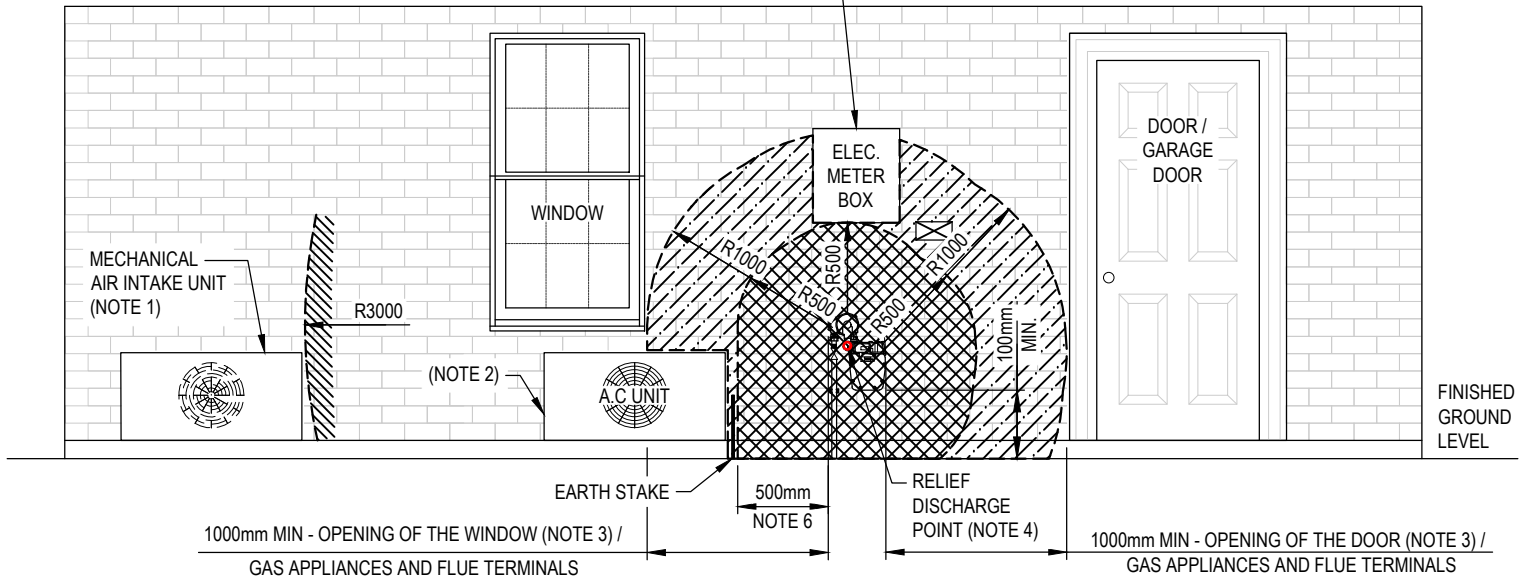 ELEC.
METER
BOX
DOOR /
GARAGE
DOOR
WINDOW
MECHANICAL
AIR INTAKE UNIT
(NOTE 1)
R3000
R1000
R500
R500
R1000
R500
100mm
MIN
(NOTE 2)
A.C UNIT
FINISHED
GROUND
LEVEL
EARTH STAKE
500mm
NOTE 6
RELIEF
DISCHARGE
POINT (NOTE 4)
1000mm MIN - OPENING OF THE WINDOW (NOTE 3) /
GAS APPLIANCES AND FLUE TERMINALS
1000mm MIN - OPENING OF THE DOOR (NOTE 3) /
GAS APPLIANCES AND FLUE TERMINALS